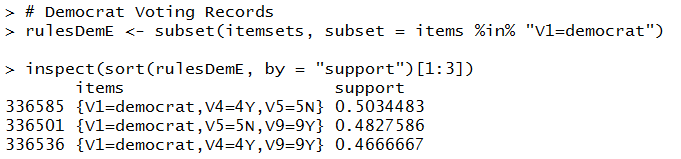 > # Democrat Voting Records
> rulesDemE <- subset(itemsets, subset = items %in% "V1=democrat")
> inspect(sort(rulesDemE, by = "support")[1:3])
items support
336585 {V1=democrat,V4=4Y,V5=5N} 0.5034483
336501 {V1=democrat,V5=5N,V9=9Y} 0.4827586
336536 {V1=democrat,V4=4Y,V9=9Y} 0.4666667